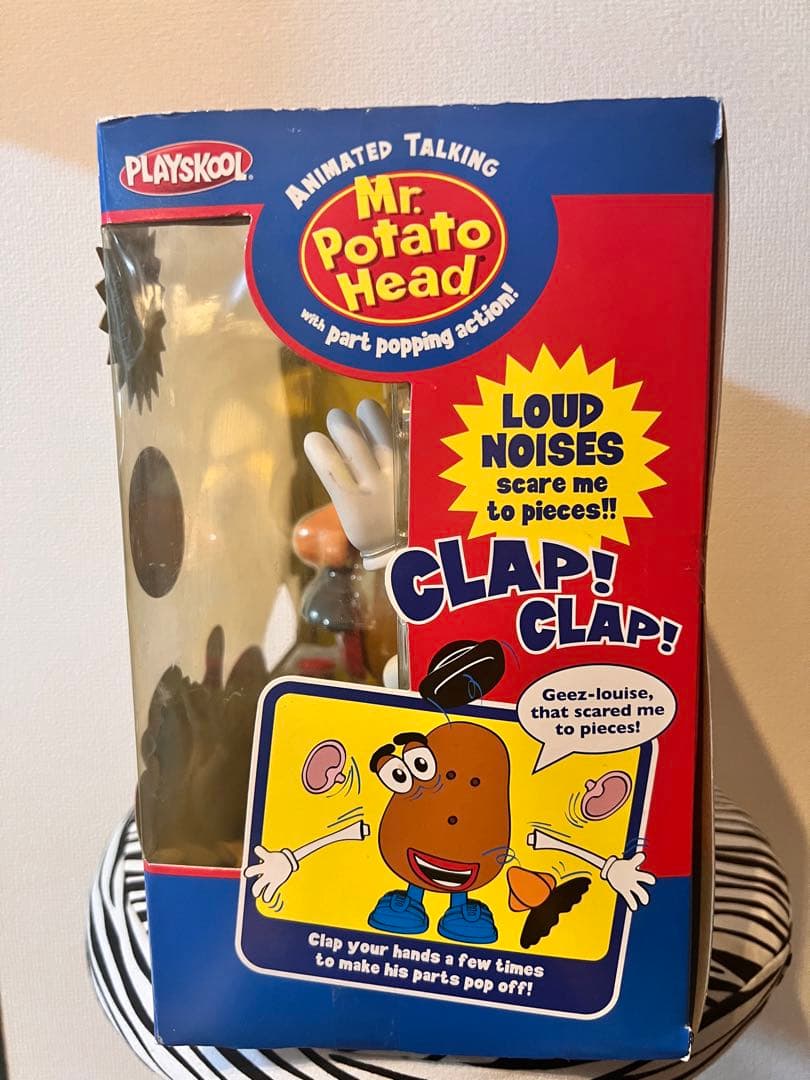 PLAYSKOOL®
ANIMATED TALKING
Mr.
Potato
Head
with part popping action!
LOUD
NOISES
scare me
to pieces!!
CLAP!
CLAP!
Geez-louise,
that scared me
to pieces!
Clap your hands a few times
to make his parts pop off!